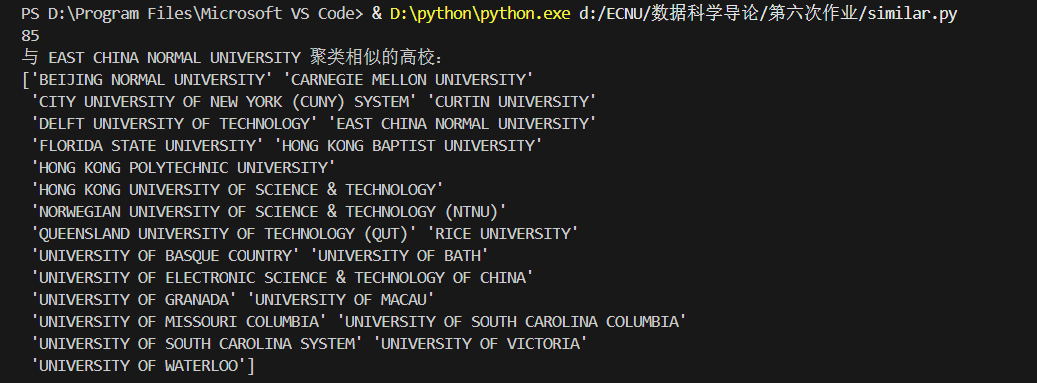 PS D:\Program Files\Microsoft VS Code> & D:\python\python.exe d:/ECNU/数据科学导论/第六次作业/similar.py
85
与 EAST CHINA NORMAL UNIVERSITY 聚类相似的高校:
['BEIJING NORMAL UNIVERSITY' 'CARNEGIE MELLON UNIVERSITY'
 'CITY UNIVERSITY OF NEW YORK (CUNY) SYSTEM' 'CURTIN UNIVERSITY'
 'DELFT UNIVERSITY OF TECHNOLOGY' 'EAST CHINA NORMAL UNIVERSITY'
 'FLORIDA STATE UNIVERSITY' 'HONG KONG BAPTIST UNIVERSITY'
 'HONG KONG POLYTECHNIC UNIVERSITY'
 'HONG KONG UNIVERSITY OF SCIENCE & TECHNOLOGY'
 'NORWEGIAN UNIVERSITY OF SCIENCE & TECHNOLOGY (NTNU)'
 'QUEENSLAND UNIVERSITY OF TECHNOLOGY (QUT)' 'RICE UNIVERSITY'
 'UNIVERSITY OF BASQUE COUNTRY' 'UNIVERSITY OF BATH'
 'UNIVERSITY OF ELECTRONIC SCIENCE & TECHNOLOGY OF CHINA'
 'UNIVERSITY OF GRANADA' 'UNIVERSITY OF MACAU'
 'UNIVERSITY OF MISSOURI COLUMBIA' 'UNIVERSITY OF SOUTH CAROLINA COLUMBIA'
 'UNIVERSITY OF SOUTH CAROLINA SYSTEM' 'UNIVERSITY OF VICTORIA'
 'UNIVERSITY OF WATERLOO']